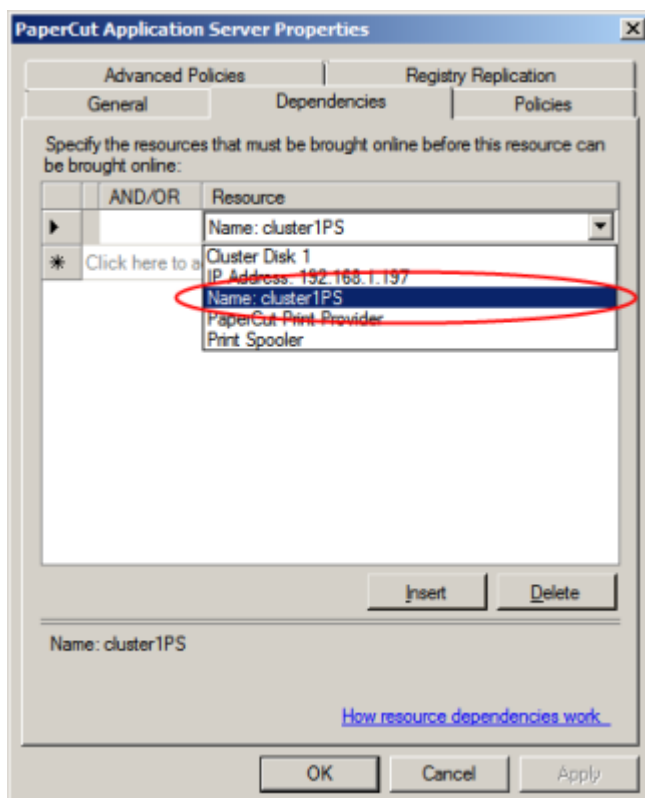 PaperCut Application Server Properties
Advanced Policies Registry Replication
General Dependencies Policies
Specify the resources that must be brought online before this resource can
be brought online:
AND/OR Resource
Name: cluster1PS
Click here to a
Cluster Disk 1
IP Address: 192.168.1.197
Name: cluster1PS
PaperCut Print Provider
Print Spooler
Insert Delete
Name: cluster1PS
How resource dependencies work
OK Cancel Apply